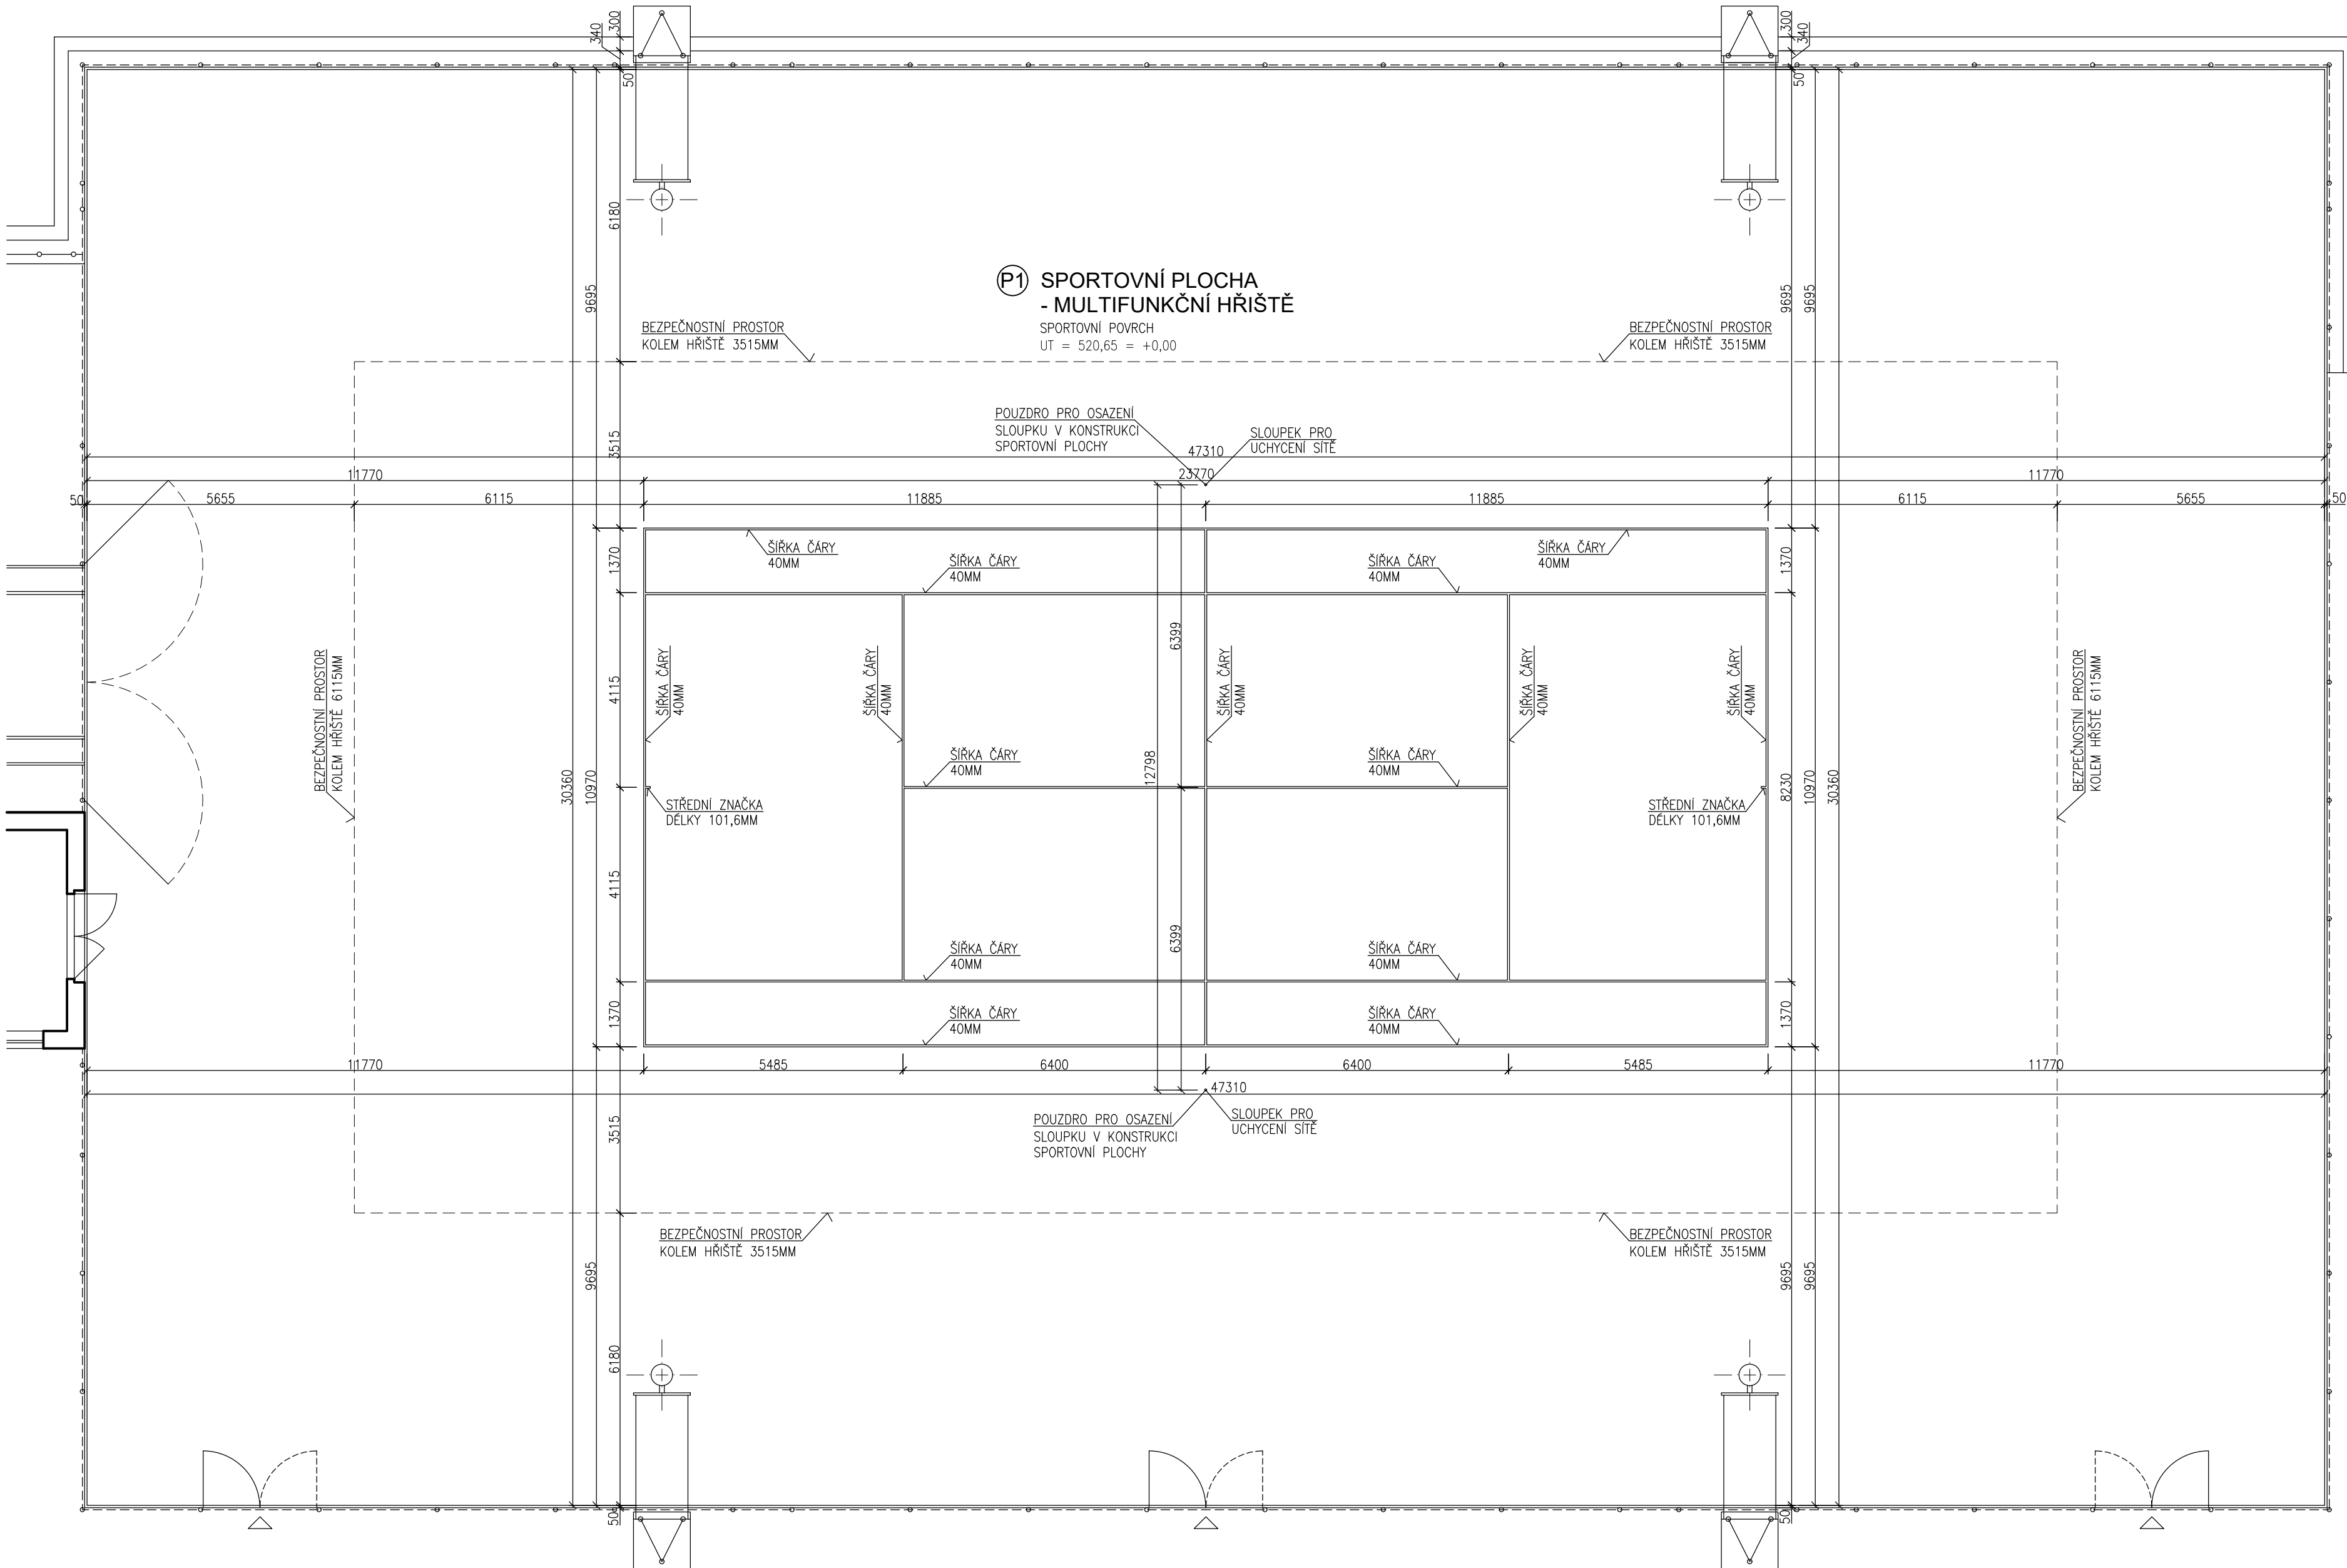 300
340
50
300
340
50
6180
9695
9695
9695
P1 SPORTOVNÍ PLOCHA
- MULTIFUNKČNÍ HŘIŠTĚ
SPORTOVNÍ POVRCH
UT = 520,65 = +0,00
BEZPEČNOSTNÍ PROSTOR
KOLEM HŘIŠTĚ 3515MM
BEZPEČNOSTNÍ PROSTOR
KOLEM HŘIŠTĚ 3515MM
POUZDRO PRO OSAZENÍ
SLOUPKU V KONSTRUKCI
SPORTOVNÍ PLOCHY
SLOUPEK PRO
UCHYCENÍ SÍTĚ
3515
47310
11770
23770
11770
50
5655
6115
11885
11885
6115
5655
50
1370
ŠÍŘKA ČÁRY
40MM
ŠÍŘKA ČÁRY
40MM
ŠÍŘKA ČÁRY
40MM
ŠÍŘKA ČÁRY
40MM
1370
BEZPEČNOSTNÍ PROSTOR
KOLEM HŘIŠTĚ 6115MM
4115
ŠÍŘKA ČÁRY
40MM
ŠÍŘKA ČÁRY
40MM
6399
ŠÍŘKA ČÁRY
40MM
ŠÍŘKA ČÁRY
40MM
ŠÍŘKA ČÁRY
40MM
BEZPEČNOSTNÍ PROSTOR
KOLEM HŘIŠTĚ 6115MM
30360
10970
ŠÍŘKA ČÁRY
40MM
12798
ŠÍŘKA ČÁRY
40MM
8230
10970
30360
STŘEDNÍ ZNAČKA
DÉLKY 101,6MM
STŘEDNÍ ZNAČKA
DÉLKY 101,6MM
4115
6399
ŠÍŘKA ČÁRY
40MM
ŠÍŘKA ČÁRY
40MM
1370
ŠÍŘKA ČÁRY
40MM
ŠÍŘKA ČÁRY
40MM
1370
11770
5485
6400
6400
5485
11770
47310
3515
POUZDRO PRO OSAZENÍ
SLOUPKU V KONSTRUKCI
SPORTOVNÍ PLOCHY
SLOUPEK PRO
UCHYCENÍ SÍTĚ
BEZPEČNOSTNÍ PROSTOR
KOLEM HŘIŠTĚ 3515MM
BEZPEČNOSTNÍ PROSTOR
KOLEM HŘIŠTĚ 3515MM
9695
9695
9695
6180
50
50